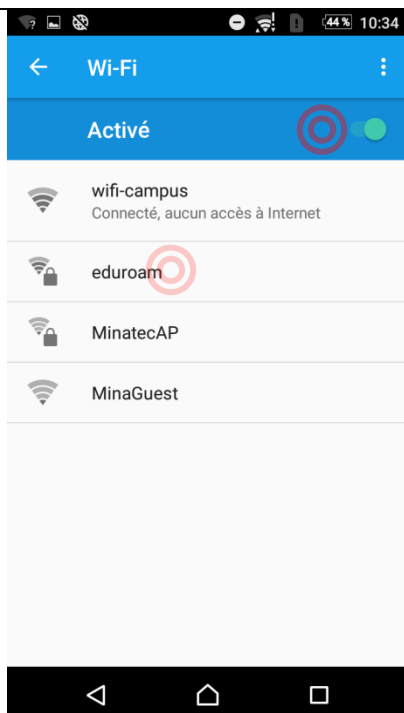 44% 10:34
Wi-Fi
Activé
wifi-campus
Connecté, aucun accès à Internet
eduroam
MinatecAP
MinaGuest